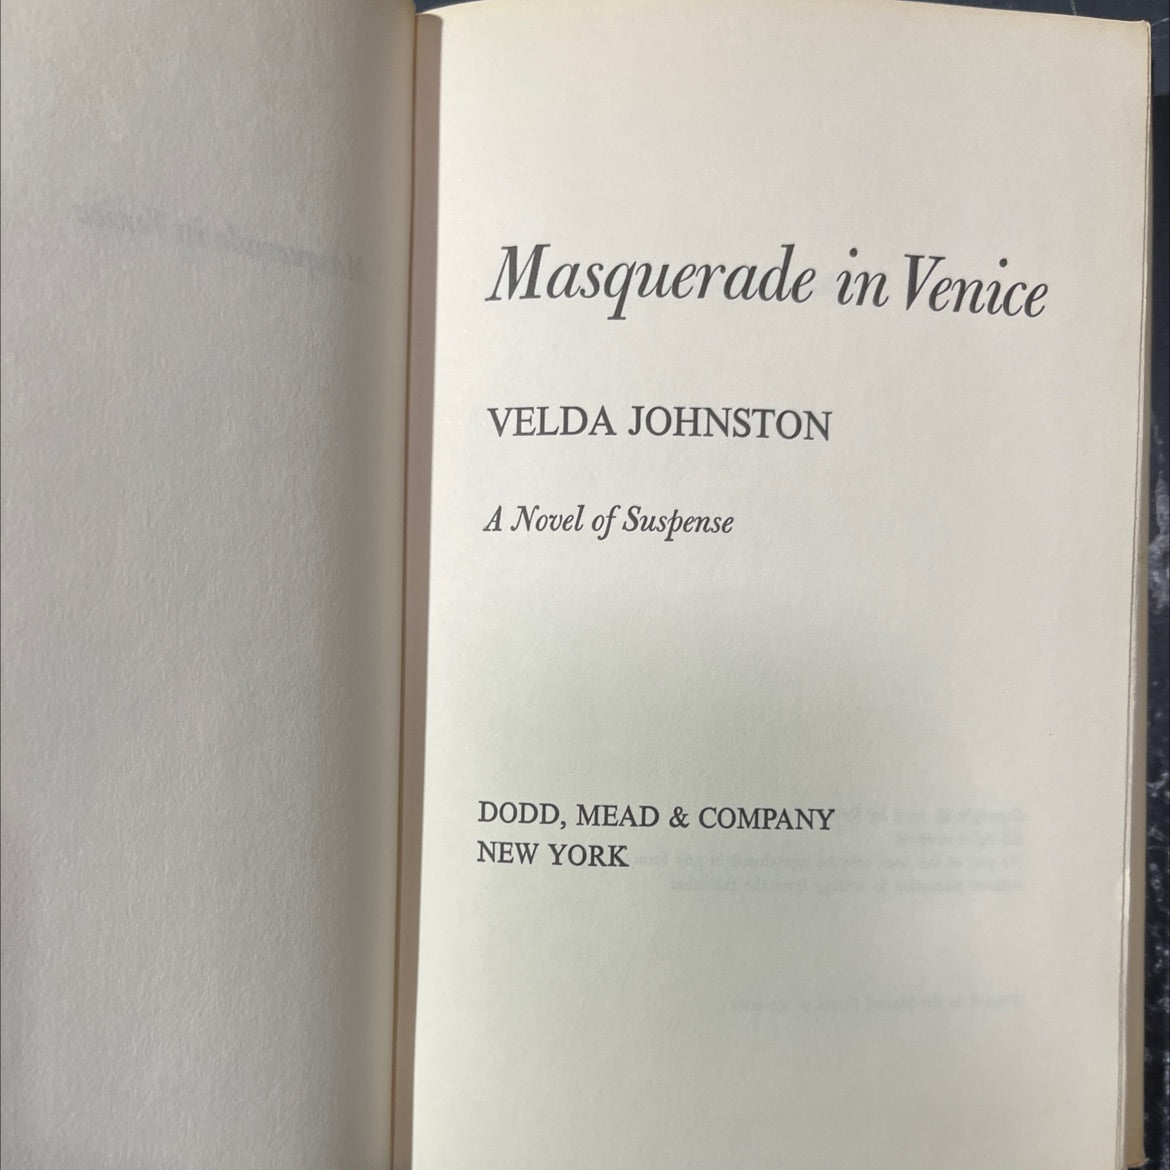 Masquerade in Venice
VELDA JOHNSTON
A Novel of Suspense
DODD, MEAD & COMPANY
NEW YORK